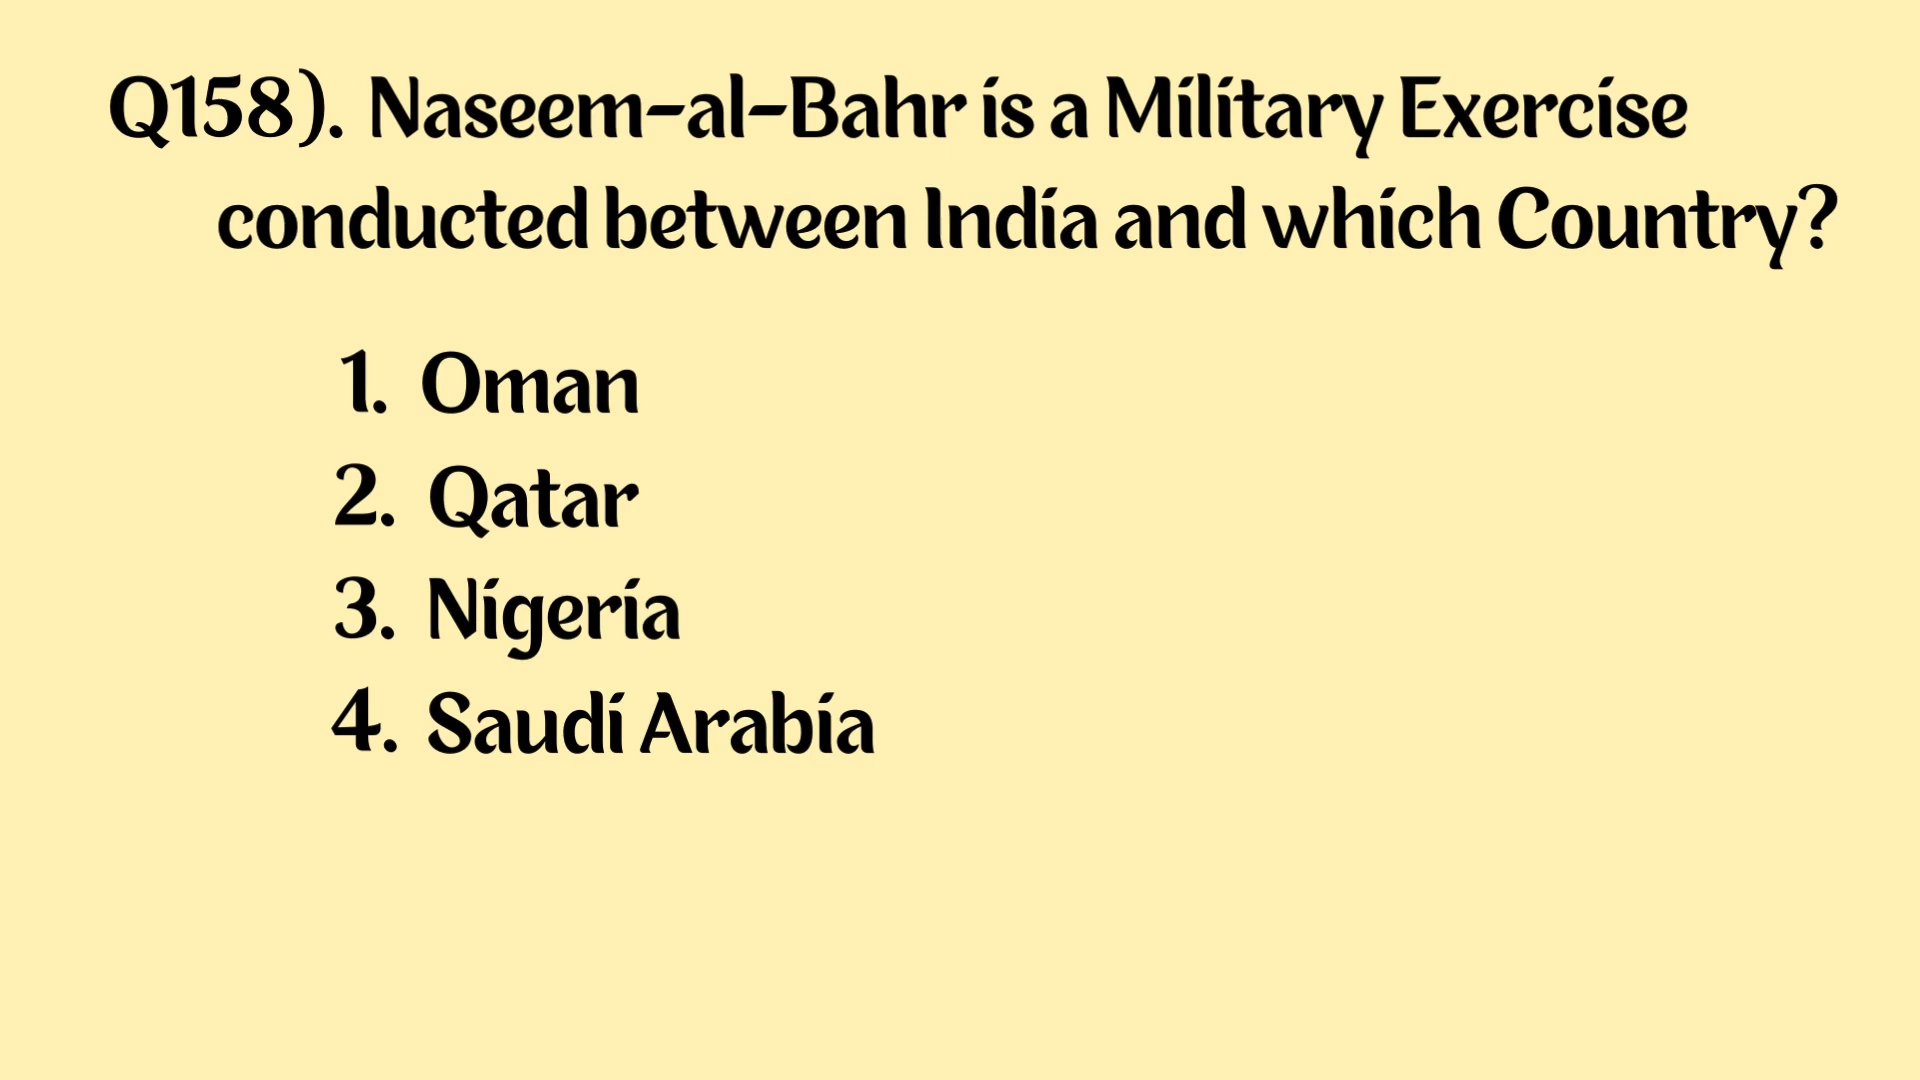 Q158). Naseem-al-Bahr is a Military Exercise
conducted between India and which Country?
1. Oman
2. Qatar
3. Nigeria
4. Saudi Arabia